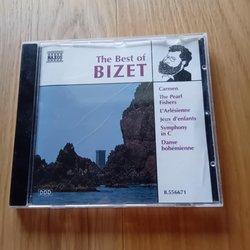 NAXOS
The Best of
BIZET
Carmen
The Pearl
Fishers
L'Arlésienne
Jeux d'enfants
Symphony
in C
Danse
bohémienne
DDD
8.556671